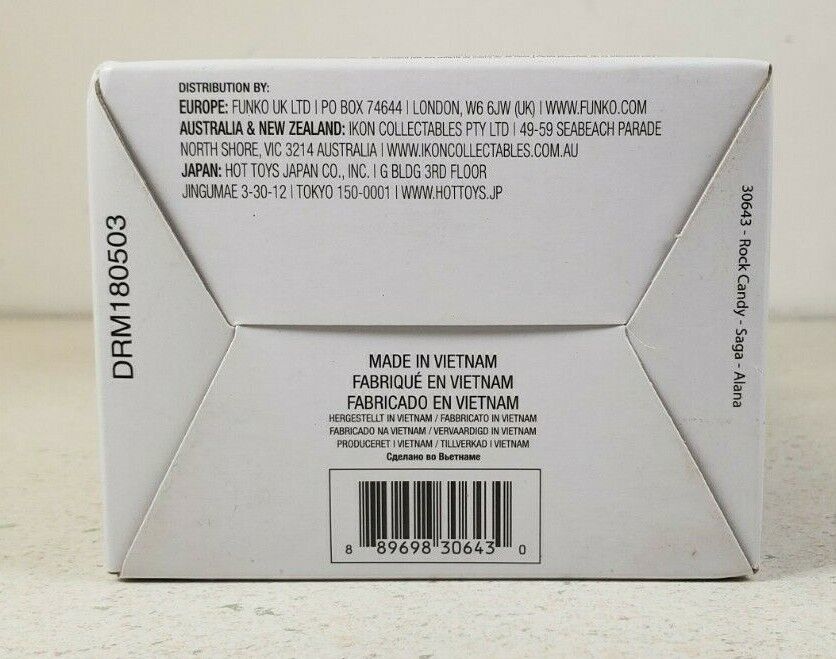 DISTRIBUTION BY:
EUROPE: FUNKO UK LTD | PO BOX 74644 | LONDON, W6 6JW (UK) | WWW.FUNKO.COM
AUSTRALIA & NEW ZEALAND: IKON COLLECTABLES PTY LTD | 49-59 SEABEACH PARADE
NORTH SHORE, VIC 3214 AUSTRALIA | WWW.IKONCOLLECTABLES.COM.AU
JAPAN: HOT TOYS JAPAN CO., INC. | G BLDG 3RD FLOOR
JINGUMAE 3-30-12 | TOKYO 150-0001 | WWW.HOTTOYS.JP
DRM180503
30643 - Rock Candy - Saga - Alana
MADE IN VIETNAM
FABRIQUÉ EN VIETNAM
FABRICADO EN VIETNAM
HERGESTELLT IN VIETNAM / FABBRICATO IN VIETNAM
FABRICADO NA VIETNAM / VERVAARDIGD IN VIETNAM
PRODUCERET I VIETNAM / TILLVERKAD I VIETNAM
Сделано во Вьетнаме
8 89698 30643 0